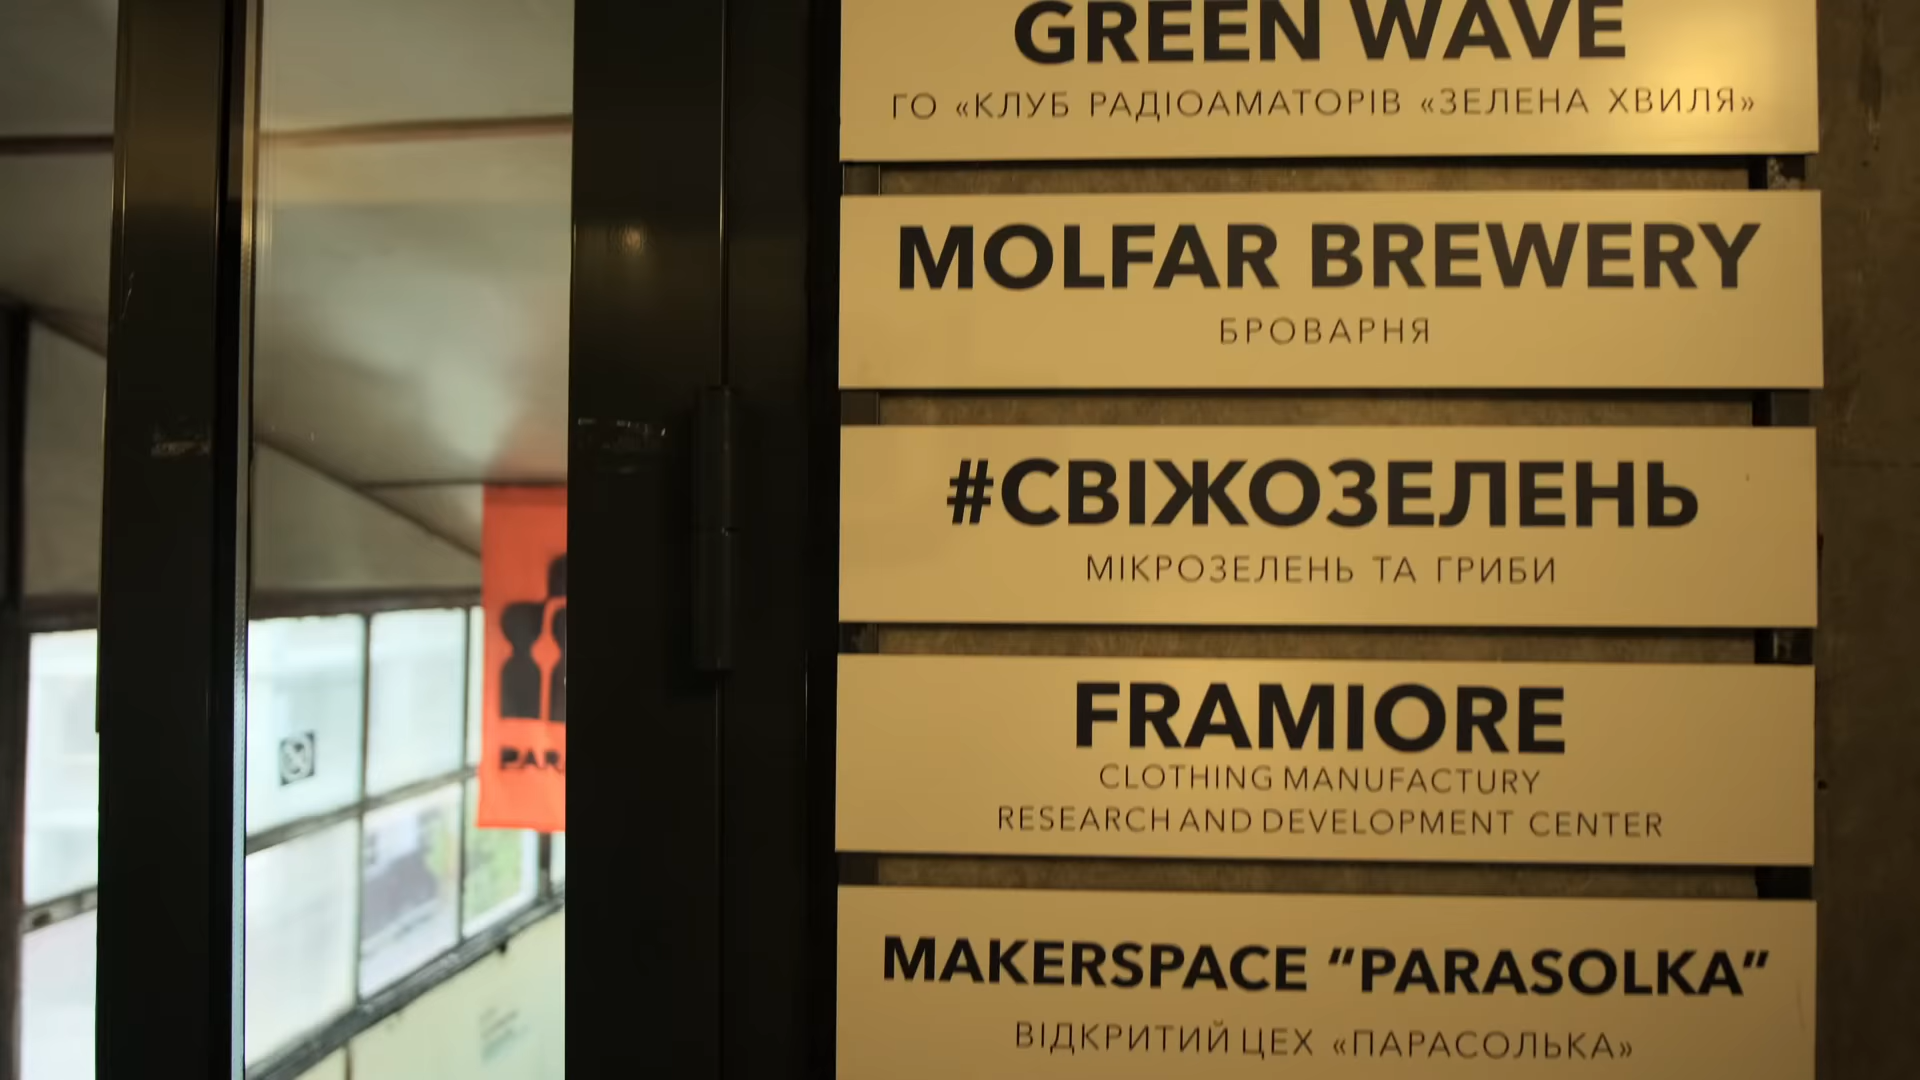 GREEN WAVE
ГО «КЛУБ РАДІОАМАТОРІВ «ЗЕЛЕНА ХВИЛЯ»
MOLFAR BREWERY
БРОВАРНЯ
#СВІЖОЗЕЛЕНЬ
МІКРОЗЕЛЕНЬ ТА ГРИБИ
FRAMIORE
CLOTHING MANUFACTURY
RESEARCH AND DEVELOPMENT CENTER
MAKERSPACE “PARASOLKA”
ВІДКРИТИЙ ЦЕХ «ПАРАСОЛЬКА»